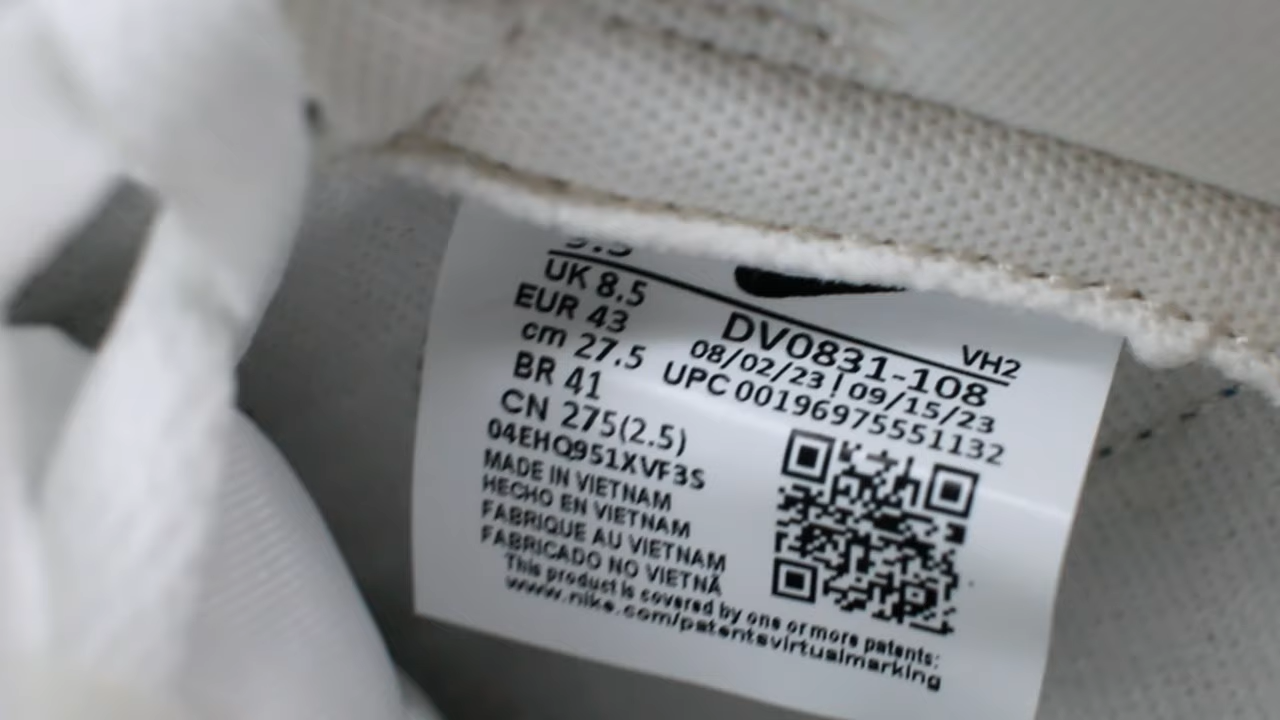 UK 8.5
EUR 43
cm 27.5
BR 41
CN 275(2.5)
04EHQ951XVF3S
MADE IN VIETNAM
HECHO EN VIETNAM
FABRIQUE AU VIETNAM
FABRICADO NO VIETNÃ
This product is covered by one or more patents:
www.nike.com/patentsvirtualmarking
VH2
DV0831-108
08/02/23 | 09/15/23
UPC 00196975551132